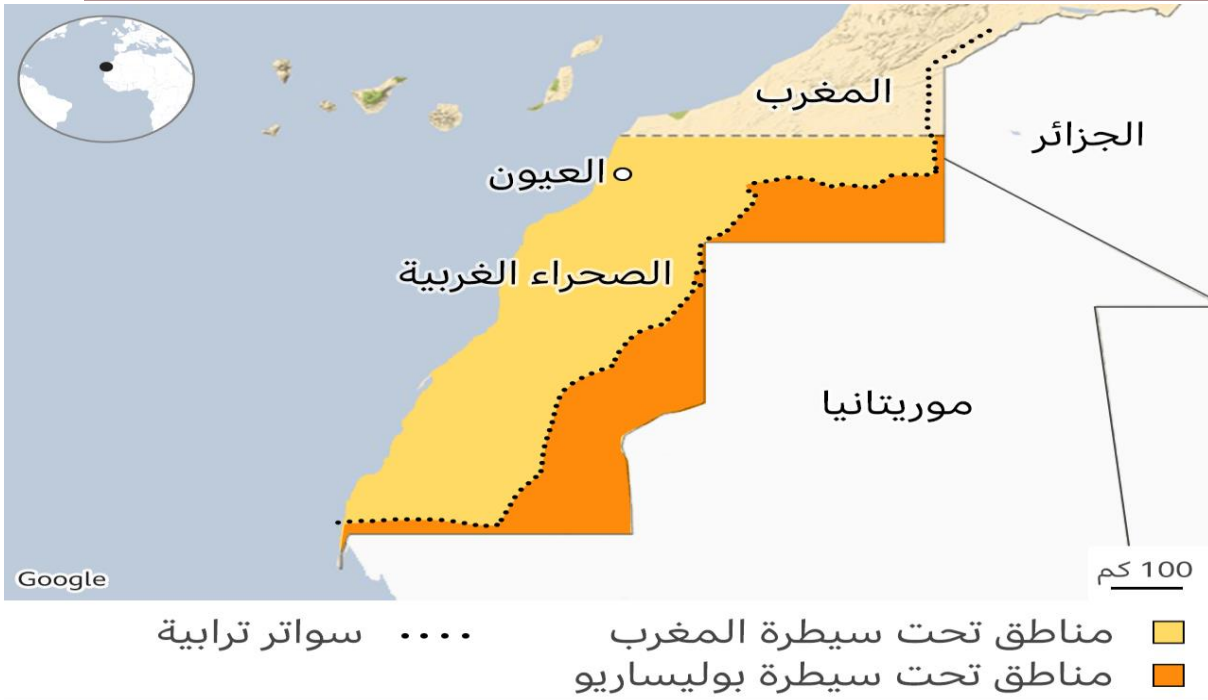 المغرب
الجزائر
العيون
الصحراء الغربية
موريتانيا
Google
100 كم
مناطق تحت سيطرة المغرب
سواتر ترابية
مناطق تحت سيطرة بوليساريو